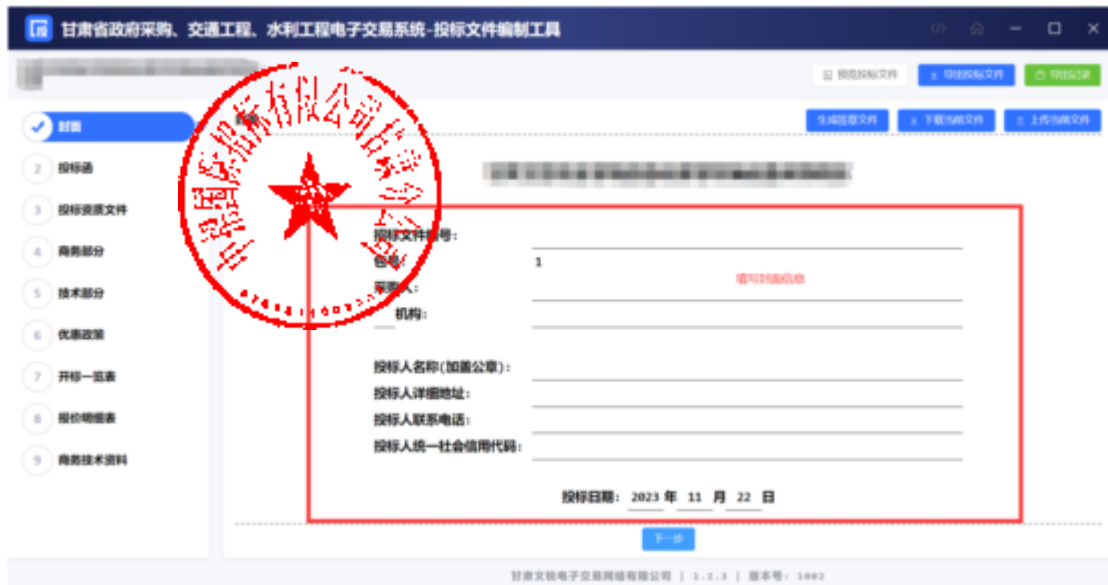 甘肃省政府采购、交通工程、水利工程电子交易系统-投标文件编制工具
预览投标文件 导出投标文件 导出记录
封面
生成签章文件 下载当前文件 上传当前文件
2 投标函
3 投标资质文件
4 商务部分
5 技术部分
6 优惠政策
7 开标一览表
8 报价明细表
9 商务技术资料
招标文件编号：
包号： 1
填写封面信息
采购人：
机构：
投标人名称(加盖公章)：
投标人详细地址：
投标人联系电话：
投标人统一社会信用代码：
投标日期： 2023 年 11 月 22 日
下一步
甘肃文锐电子交易网络有限公司 | 1.2.3 | 版本号: 1002